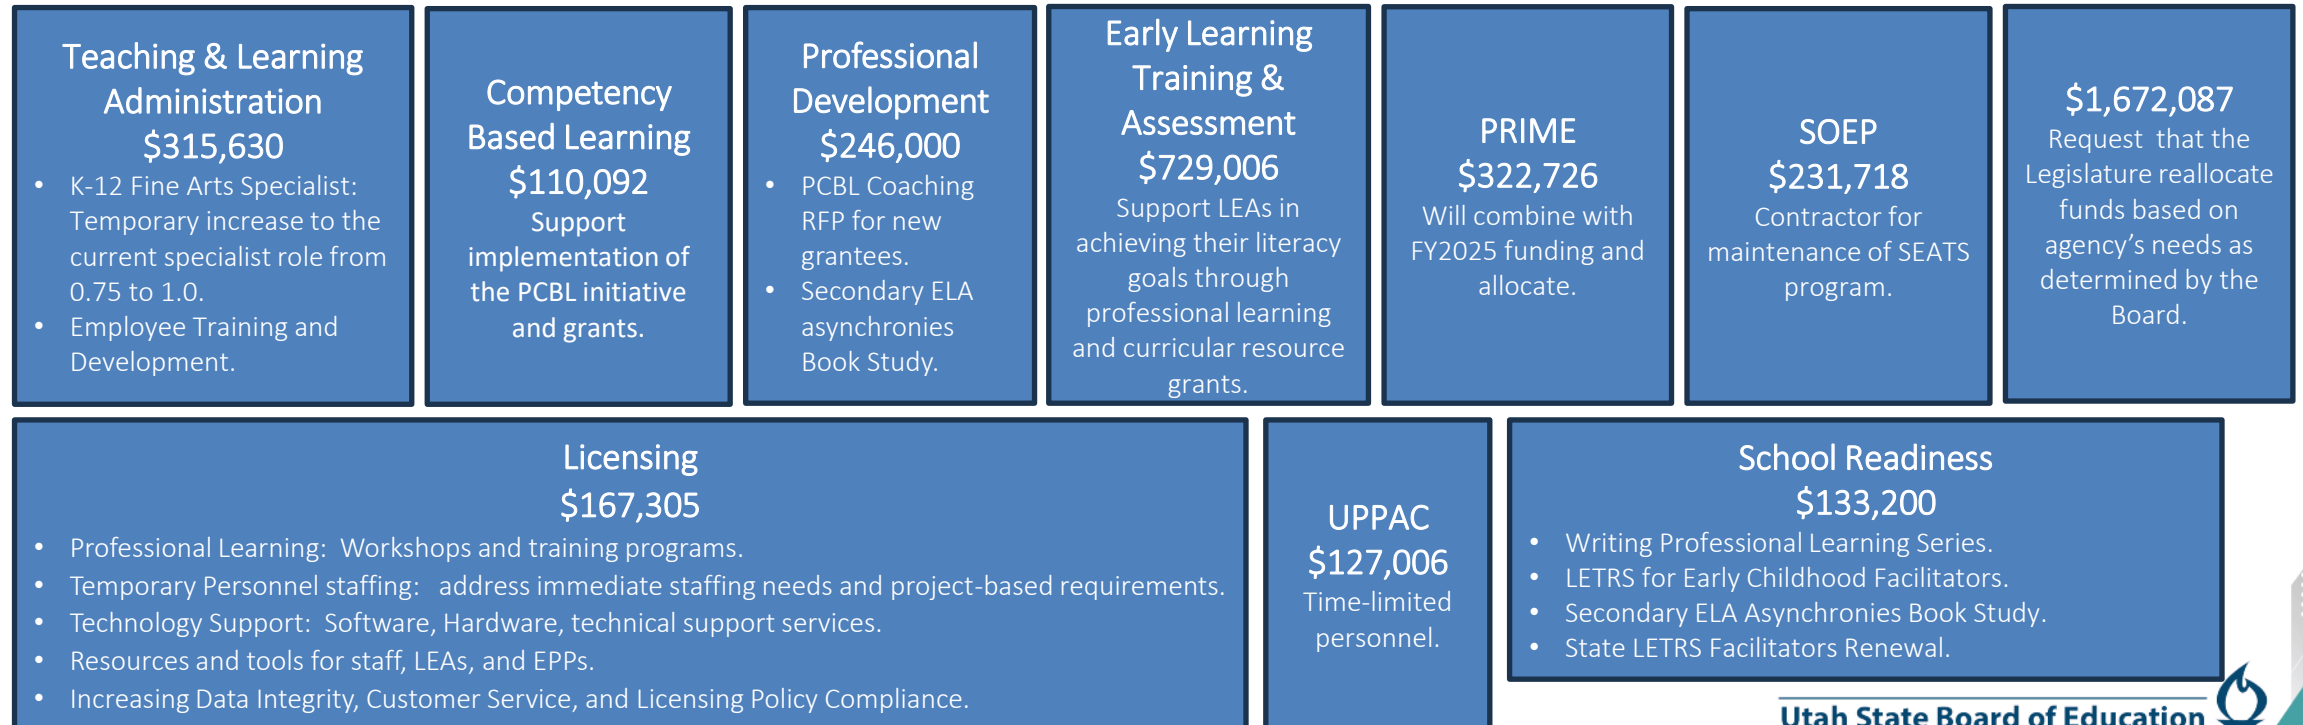 Teaching & Learning
Administration
$315,630
• K-12 Fine Arts Specialist:
Temporary increase to the
current specialist role from
0.75 to 1.0.
• Employee Training and
Development.
Competency
Based Learning
$110,092
Support
implementation of
the PCBL initiative
and grants.
Professional
Development
$246,000
• PCBL Coaching
RFP for new
grantees.
• Secondary ELA
asynchronies
Book Study.
Early Learning
Training &
Assessment
$729,006
Support LEAs in
achieving their literacy
goals through
professional learning
and curricular resource
grants.
PRIME
$322,726
Will combine with
FY2025 funding and
allocate.
SOEP
$231,718
Contractor for
maintenance of SEATS
program.
$1,672,087
Request that the
Legislature reallocate
funds based on
agency's needs as
determined by the
Board.
Licensing
$167,305
• Professional Learning: Workshops and training programs.
• Temporary Personnel staffing: address immediate staffing needs and project-based requirements.
• Technology Support: Software, Hardware, technical support services.
• Resources and tools for staff, LEAs, and EPPs.
• Increasing Data Integrity, Customer Service, and Licensing Policy Compliance.
UPPAC
$127,006
Time-limited
personnel.
School Readiness
$133,200
• Writing Professional Learning Series.
• LETRS for Early Childhood Facilitators.
• Secondary ELA Asynchronies Book Study.
• State LETRS Facilitators Renewal.
Utah State Board of Education